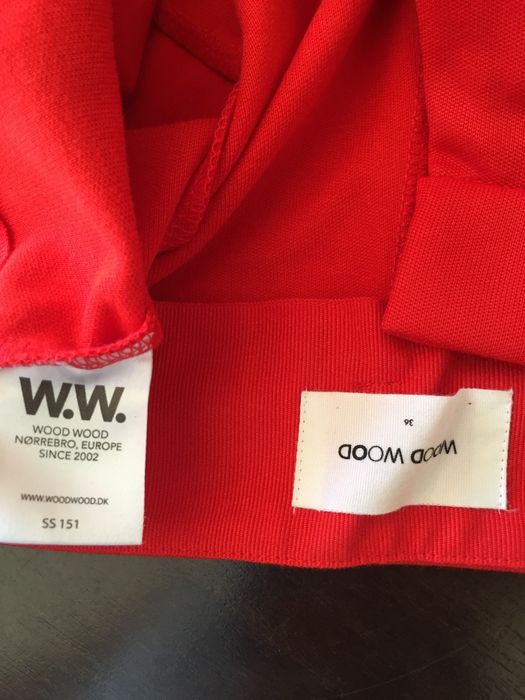 W.W.
WOOD WOOD
NØRREBRO, EUROPE
SINCE 2002
WWW.WOODWOOD.DK
SS 151
WOOD WOOD
36